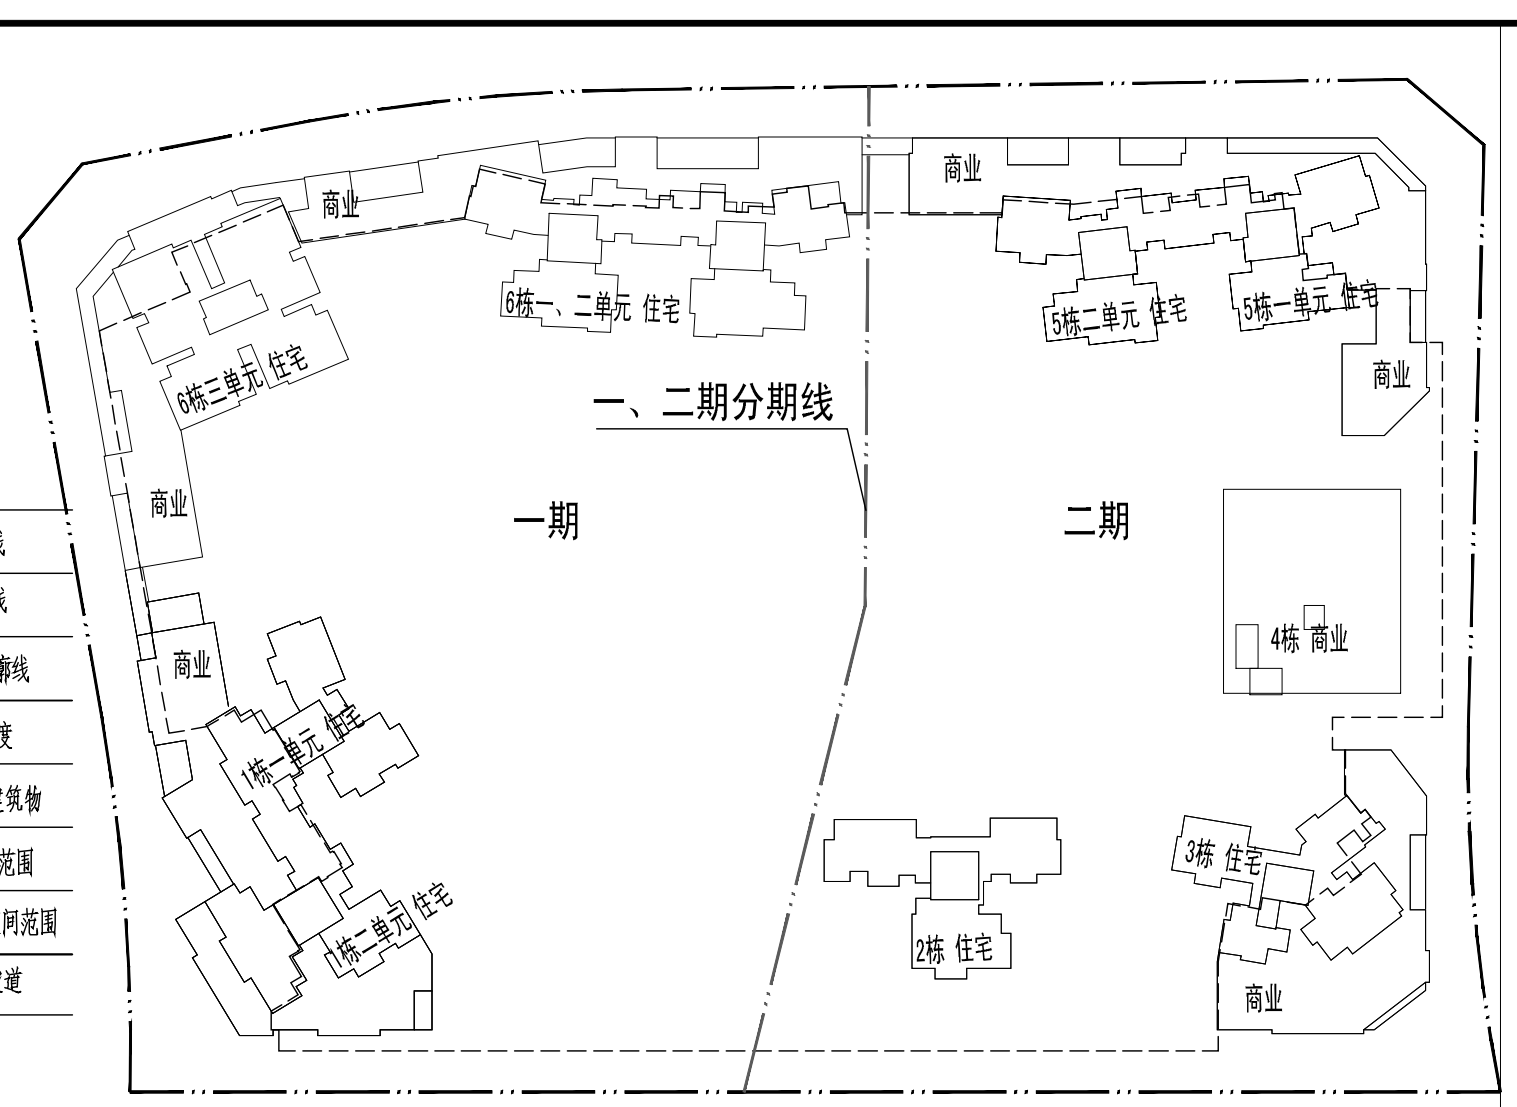 商业
商业
6栋一、二单元 住宅
5栋二单元 住宅
5栋一单元 住宅
6栋三单元 住宅
商业
一、二期分期线
商业
一期
二期
线
线
廓线
度
建筑物
范围
间范围
道
4栋 商业
商业
1栋一单元 住宅
3栋 住宅
1栋二单元 住宅
2栋 住宅
商业